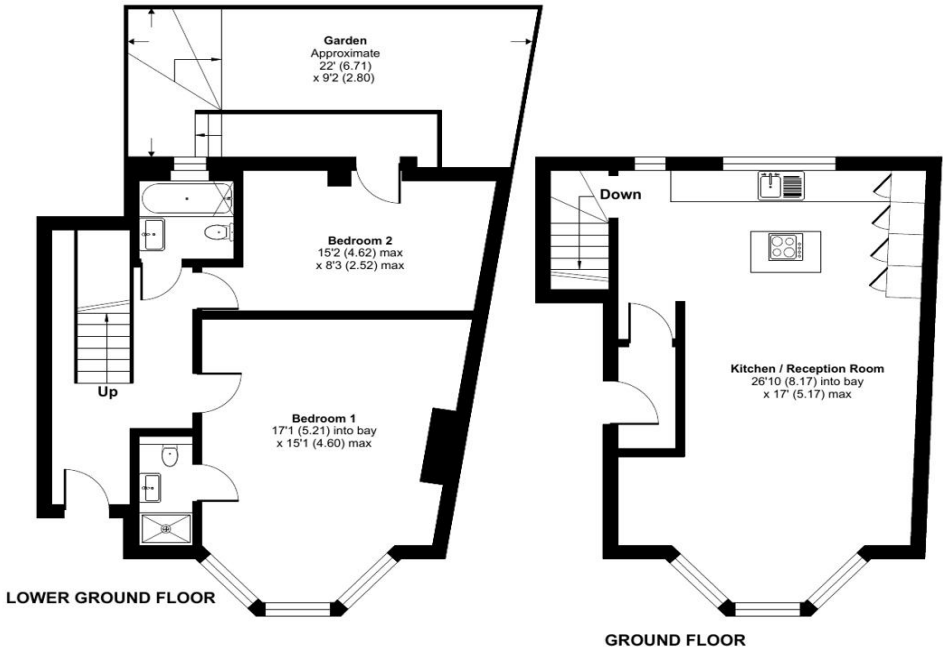 Garden
Approximate
22' (6.71)
x 9'2 (2.80)
Down
Bedroom 2
15'2 (4.62) max
x 8'3 (2.52) max
Up
Bedroom 1
17'1 (5.21) into bay
x 15'1 (4.60) max
Kitchen / Reception Room
26'10 (8.17) into bay
x 17' (5.17) max
LOWER GROUND FLOOR
GROUND FLOOR